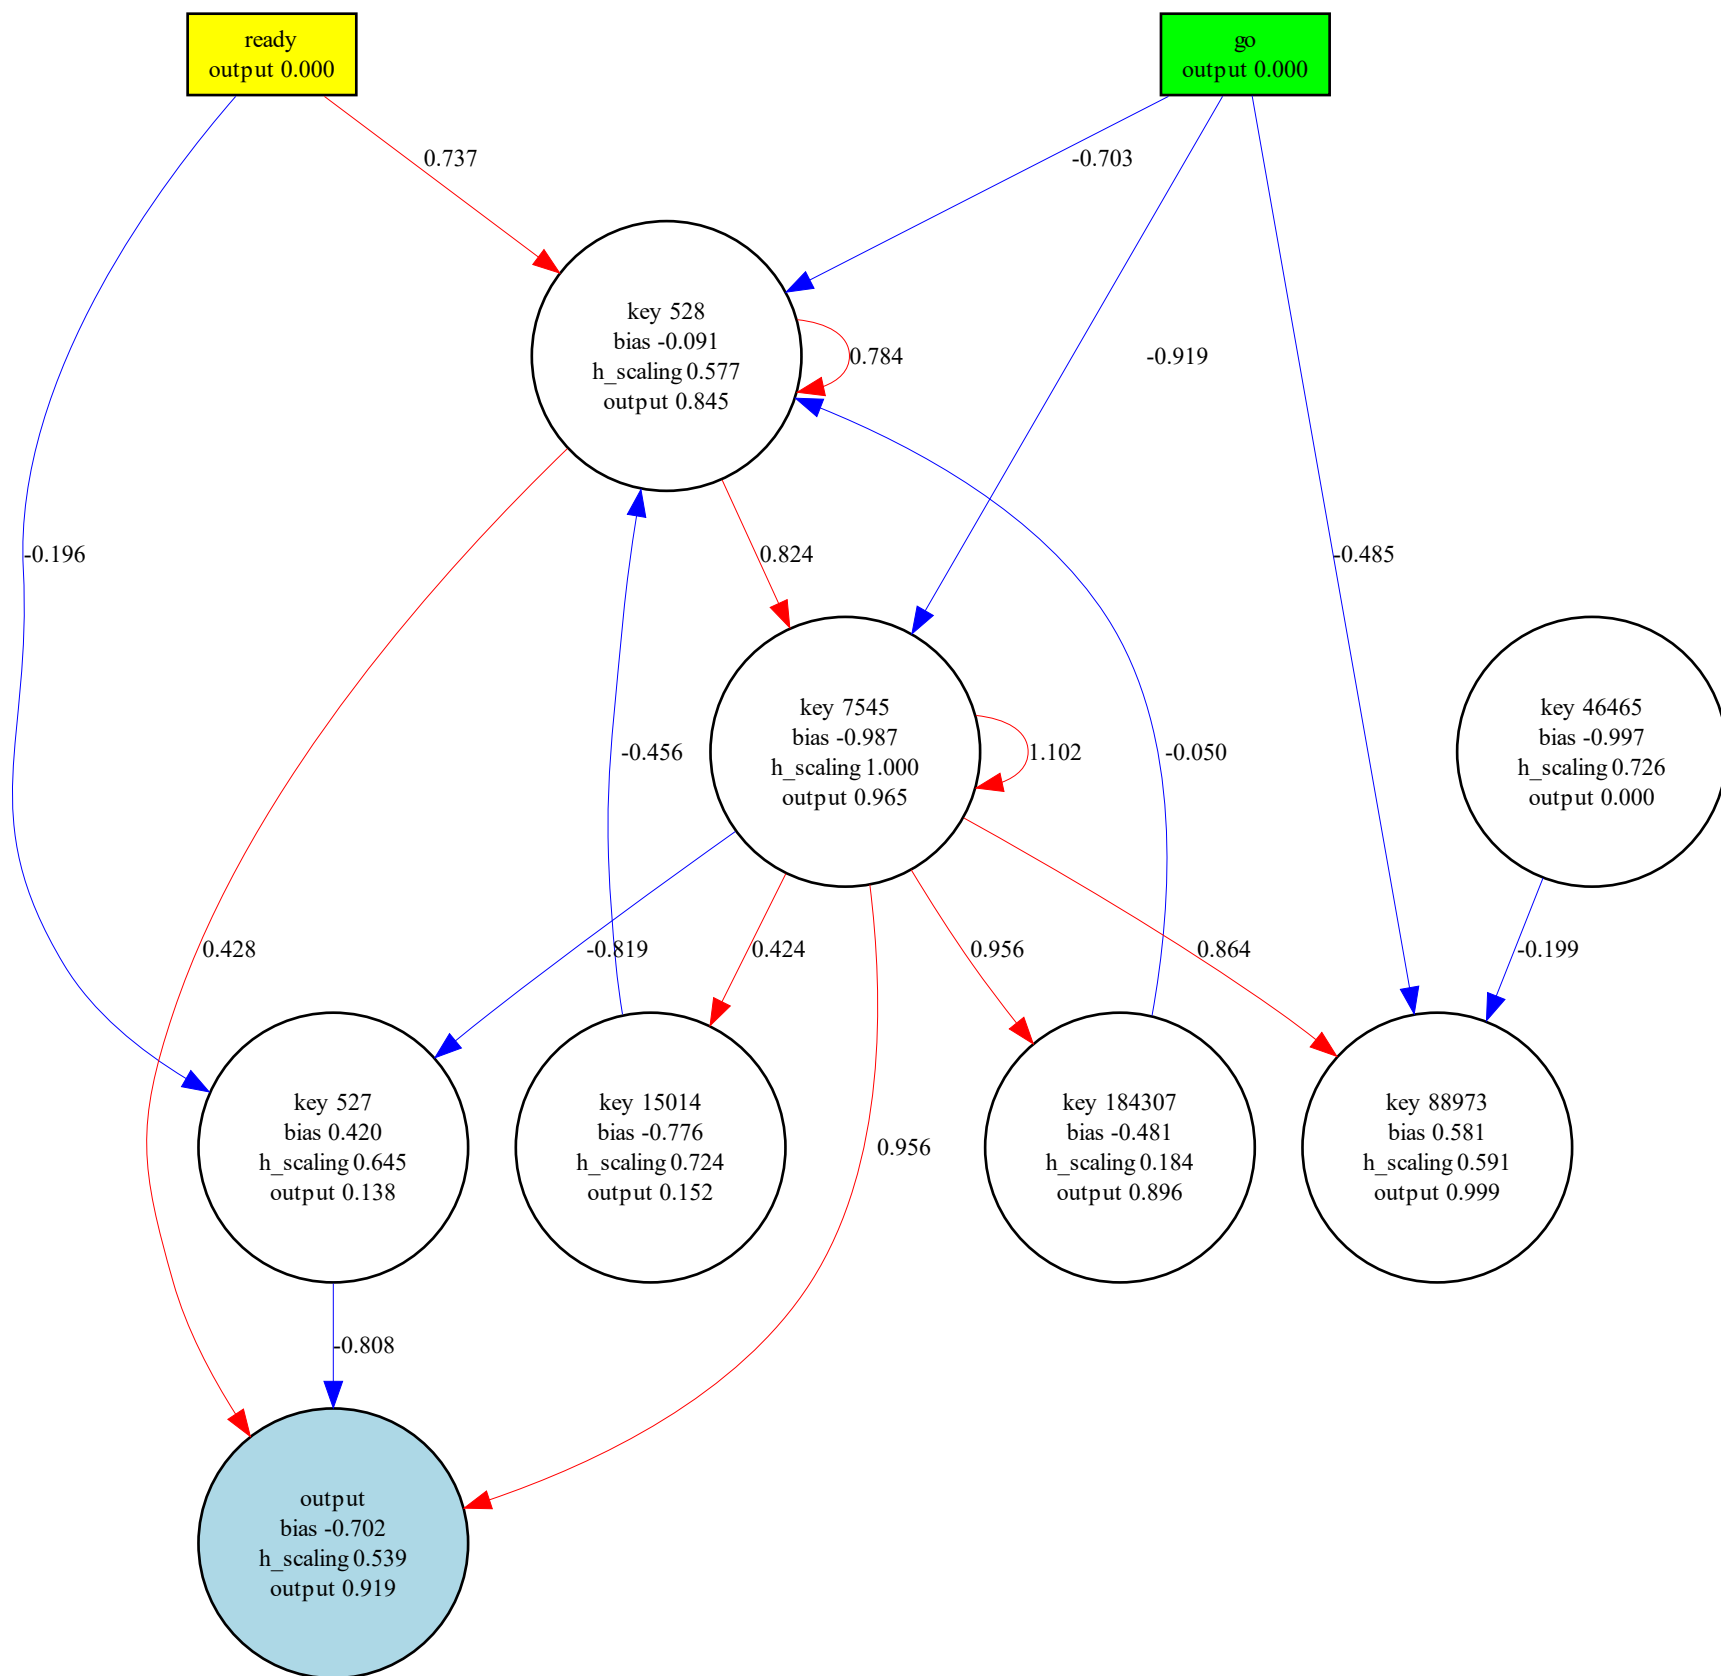 ready
output 0.000
go
output 0.000
0.737
-0.703
key 528
bias -0.091
h_scaling 0.577
output 0.845
0.784
-0.919
-0.196
0.824
-0.485
key 7545
bias -0.987
h_scaling 1.000
output 0.965
1.102
-0.456
-0.050
key 46465
bias -0.997
h_scaling 0.726
output 0.000
0.428
-0.819
0.424
0.956
0.864
-0.199
key 527
bias 0.420
h_scaling 0.645
output 0.138
key 15014
bias -0.776
h_scaling 0.724
output 0.152
0.956
key 184307
bias -0.481
h_scaling 0.184
output 0.896
key 88973
bias 0.581
h_scaling 0.591
output 0.999
-0.808
output
bias -0.702
h_scaling 0.539
output 0.919